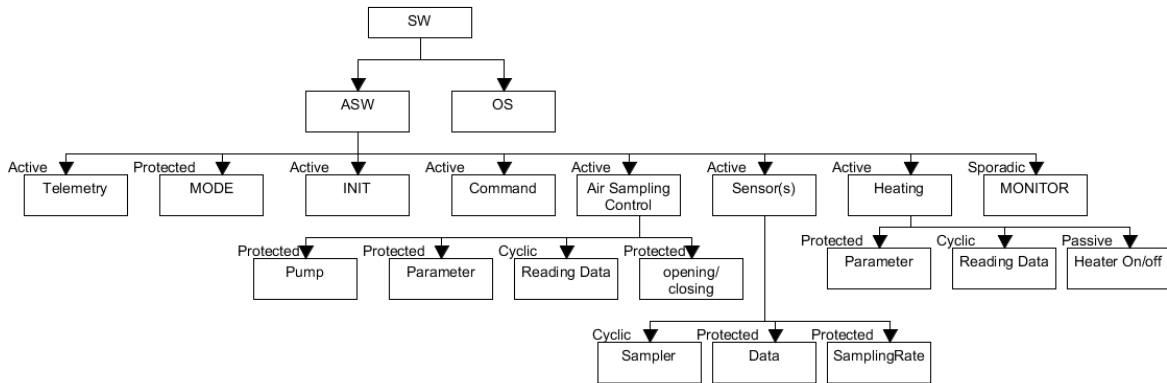 SW
ASW
OS
Active
Protected
Active
Active
Active
Active
Active
Sporadic
Telemetry
MODE
INIT
Command
Air Sampling
Control
Sensor(s)
Heating
MONITOR
Protected
Protected
Cyclic
Protected
Protected
Cyclic
Passive
Pump
Parameter
Reading Data
opening/
closing
Parameter
Reading Data
Heater On/off
Cyclic
Protected
Protected
Sampler
Data
SamplingRate